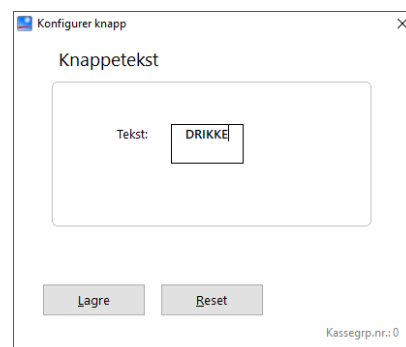 Konfigurer knapp
Knappetekst
Tekst: DRIKKE
Lagre Reset
Kassegrp.nr.: 0